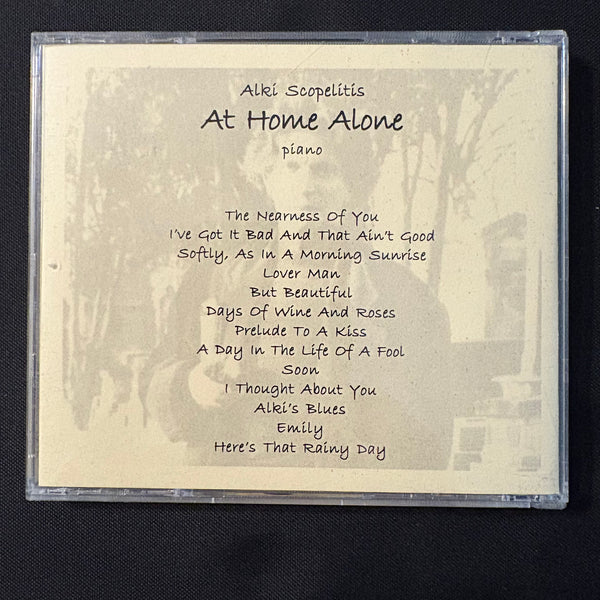 Alki Scopelitis
At Home Alone
piano
The Nearness Of You
I've Got It Bad And That Ain't Good
Softly, As In A Morning Sunrise
Lover Man
But Beautiful
Days Of Wine And Roses
Prelude To A Kiss
A Day In The Life Of A Fool
Soon
I Thought About You
Alki's Blues
Emily
Here's That Rainy Day